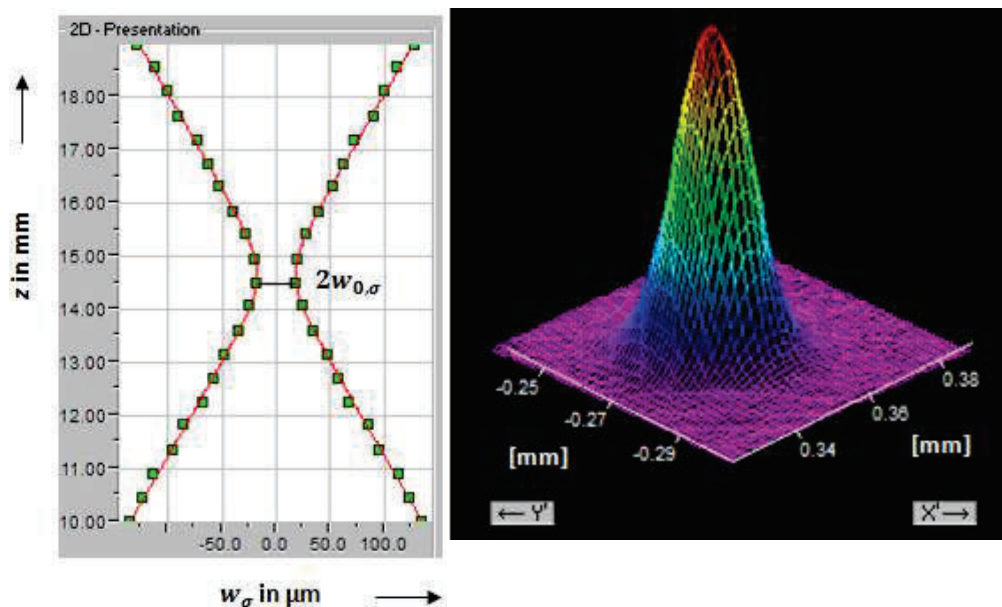 2D - Presentation
z in mm
18.00
17.00
16.00
15.00
14.00
13.00
12.00
11.00
10.00
2w₀,σ
-50.0 0.0 50.0 100.0
wσ in µm
-0.25
-0.27
-0.29
[mm]
0.38
0.36
0.34
[mm]
← Y'
X' →